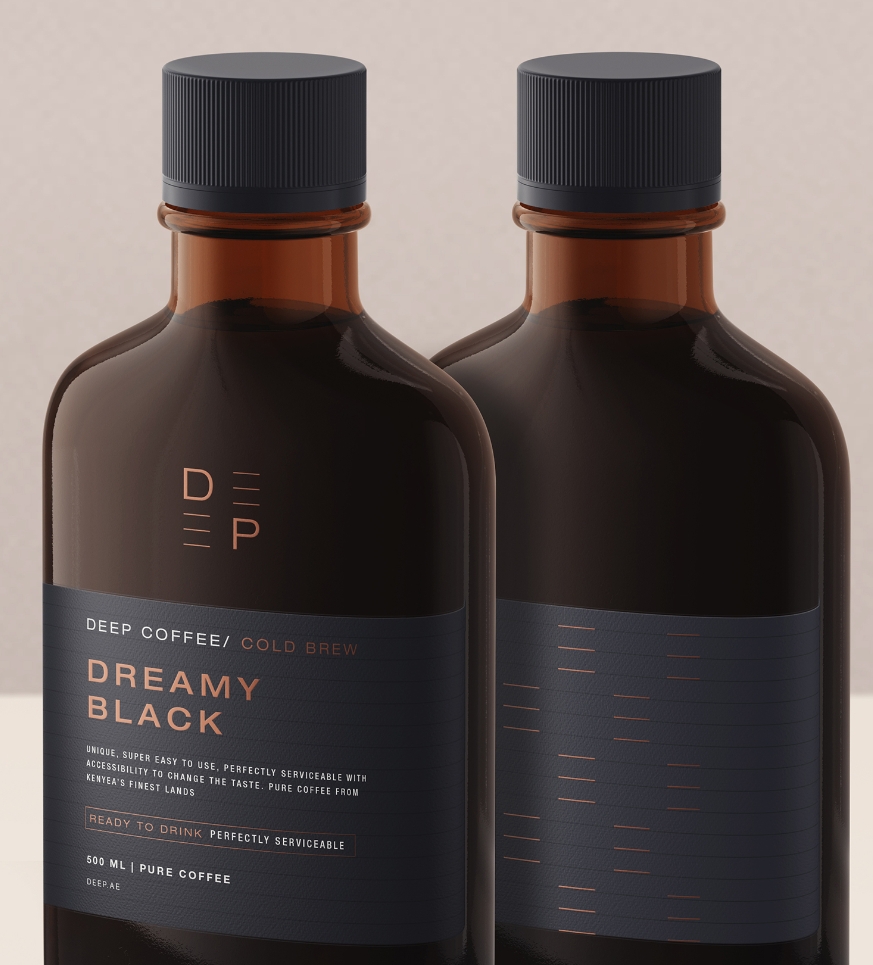 D E
E P
DEEP COFFEE/ COLD BREW
DREAMY
BLACK
UNIQUE, SUPER EASY TO USE, PERFECTLY SERVICEABLE WITH
ACCESSIBILITY TO CHANGE THE TASTE. PURE COFFEE FROM
KENYEA'S FINEST LANDS
READY TO DRINK PERFECTLY SERVICEABLE
500 ML | PURE COFFEE
DEEP.AE